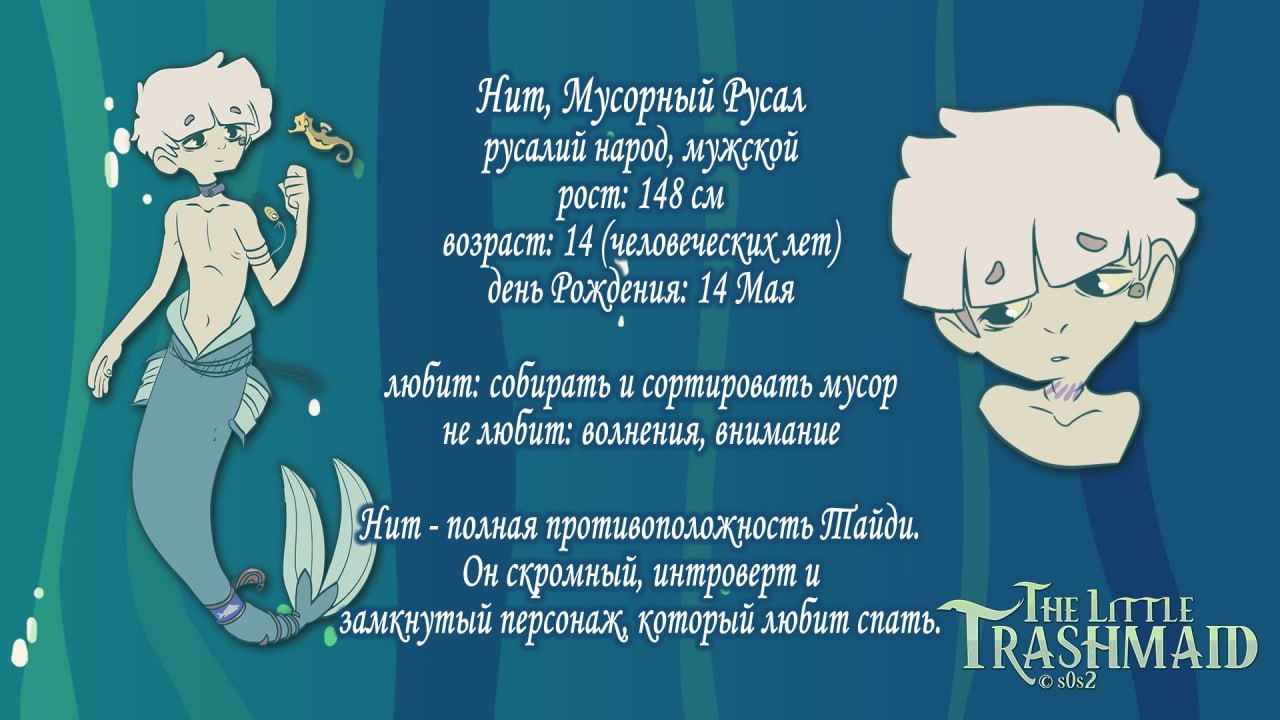 Нит, Мусорный Русал
русалий народ, мужской
рост: 148 см
возраст: 14 (человеческих лет)
день Рождения: 14 Мая
любит: собирать и сортировать мусор
не любит: волнения, внимание
Нит - полная противоположность Тайди.
Он скромный, интроверт и
замкнутый персонаж, который любит спать.
THE LITTLE
TRASHMAID
© s0s2